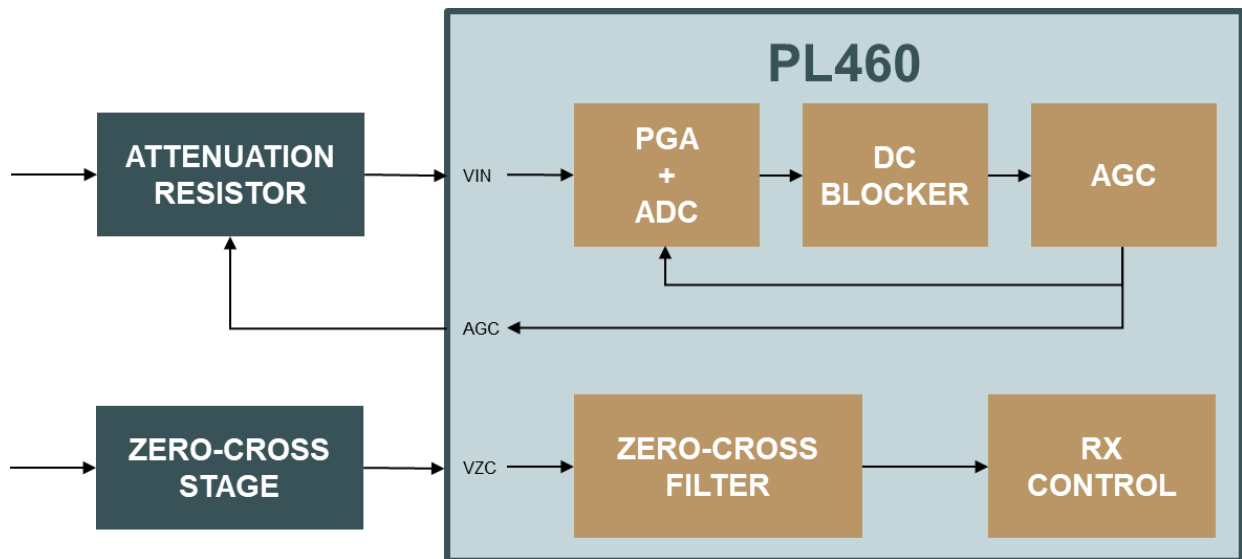 PL460
ATTENUATION
RESISTOR
VIN
PGA
+
ADC
DC
BLOCKER
AGC
AGC
ZERO-CROSS
STAGE
VZC
ZERO-CROSS
FILTER
RX
CONTROL